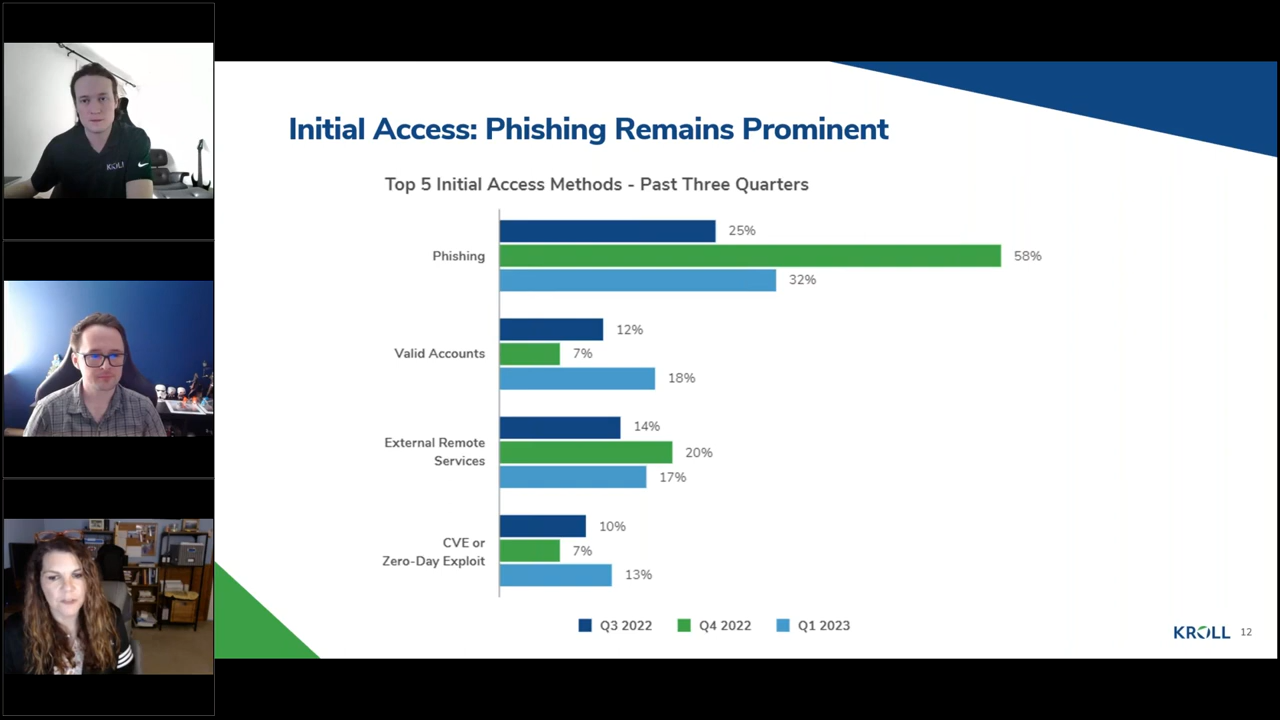 Initial Access: Phishing Remains Prominent
Top 5 Initial Access Methods - Past Three Quarters
Phishing
25%
58%
32%
Valid Accounts
12%
7%
18%
External Remote
Services
14%
20%
17%
CVE or
Zero-Day Exploit
10%
7%
13%
Q3 2022 Q4 2022 Q1 2023
KROLL 12
KROLL